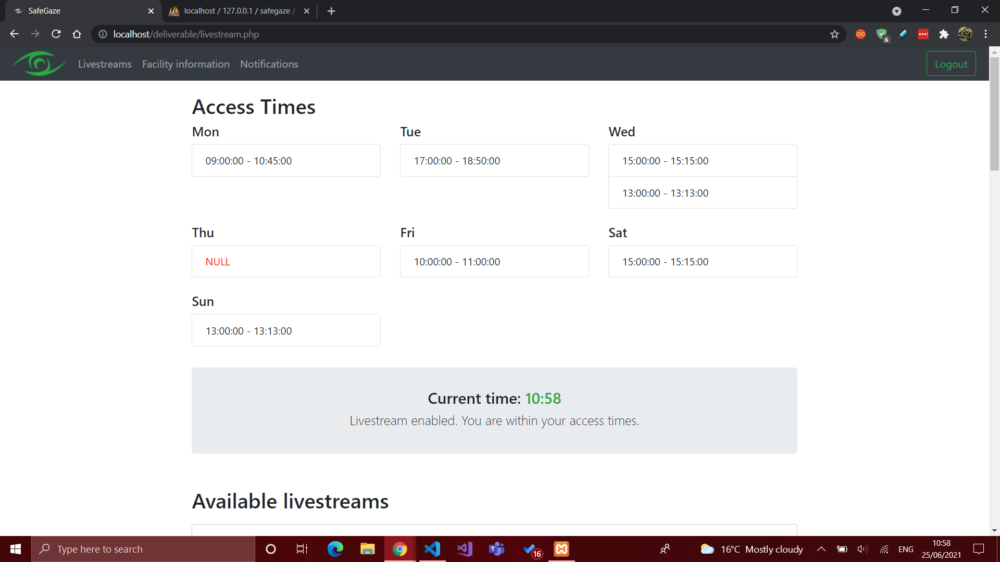 SafeGaze
localhost / 127.0.0.1 / safegaze /
localhost/deliverable/livestream.php
6
Livestreams Facility information Notifications Logout
Access Times
Mon Tue Wed
09:00:00 - 10:45:00 17:00:00 - 18:50:00 15:00:00 - 15:15:00
13:00:00 - 13:13:00
Thu Fri Sat
NULL 10:00:00 - 11:00:00 15:00:00 - 15:15:00
Sun
13:00:00 - 13:13:00
Current time: 10:58
Livestream enabled. You are within your access times.
Available livestreams
Type here to search
16
16°C Mostly cloudy
ENG
10:58
25/06/2021